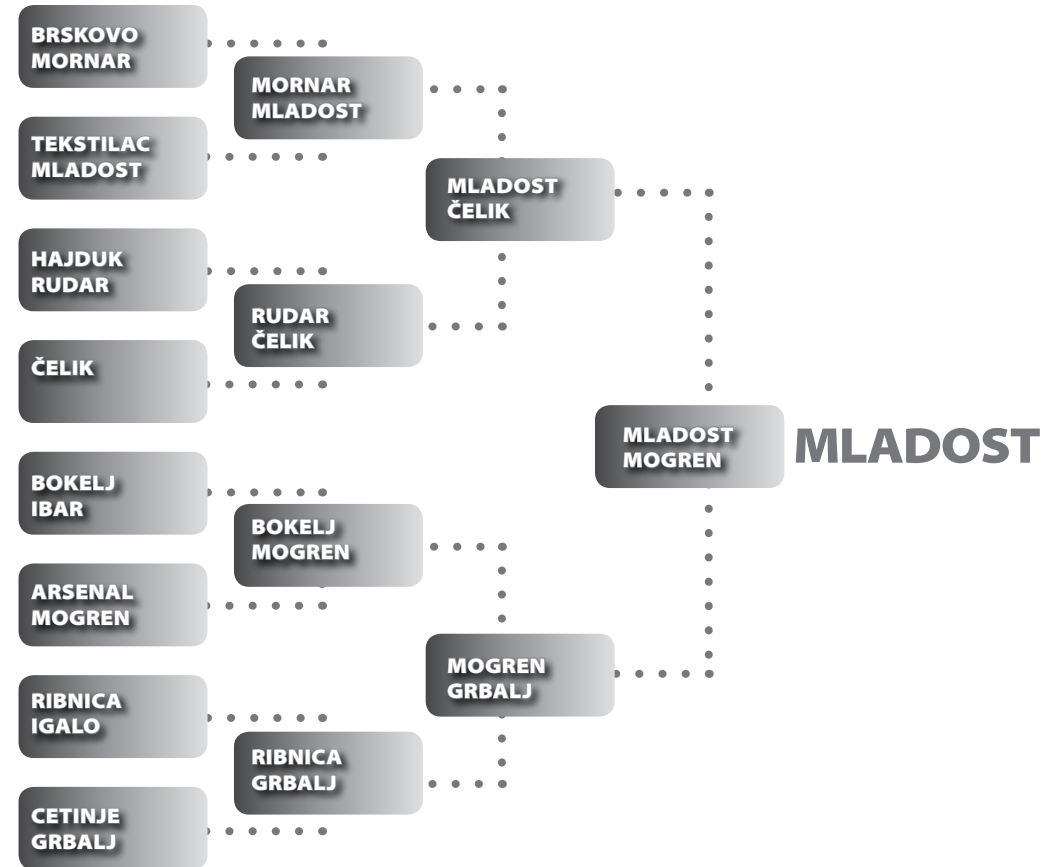 BRSKOVO
MORNAR
TEKSTILAC
MLADOST
HAJDUK
RUDAR
ČELIK
BOKELJ
IBAR
ARSENAL
MOGREN
RIBNICA
IGALO
CETINJE
GRBALJ
MORNAR
MLADOST
RUDAR
ČELIK
BOKELJ
MOGREN
RIBNICA
GRBALJ
MLADOST
ČELIK
MOGREN
GRBALJ
MLADOST
MOGREN
MLADOST